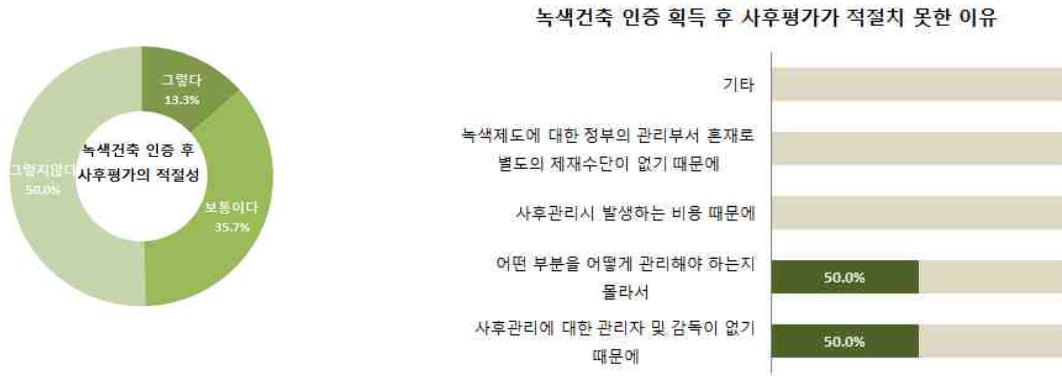 그렇다
13.3%
녹색건축 인증 후
사후평가의 적절성
그렇지않다
50.0%
보통이다
35.7%
녹색건축 인증 획득 후 사후평가가 적절치 못한 이유
기타
녹색제도에 대한 정부의 관리부서 혼재로
별도의 제재수단이 없기 때문에
사후관리시 발생하는 비용 때문에
어떤 부분을 어떻게 관리해야 하는지
몰라서
50.0%
사후관리에 대한 관리자 및 감독이 없기
때문에
50.0%